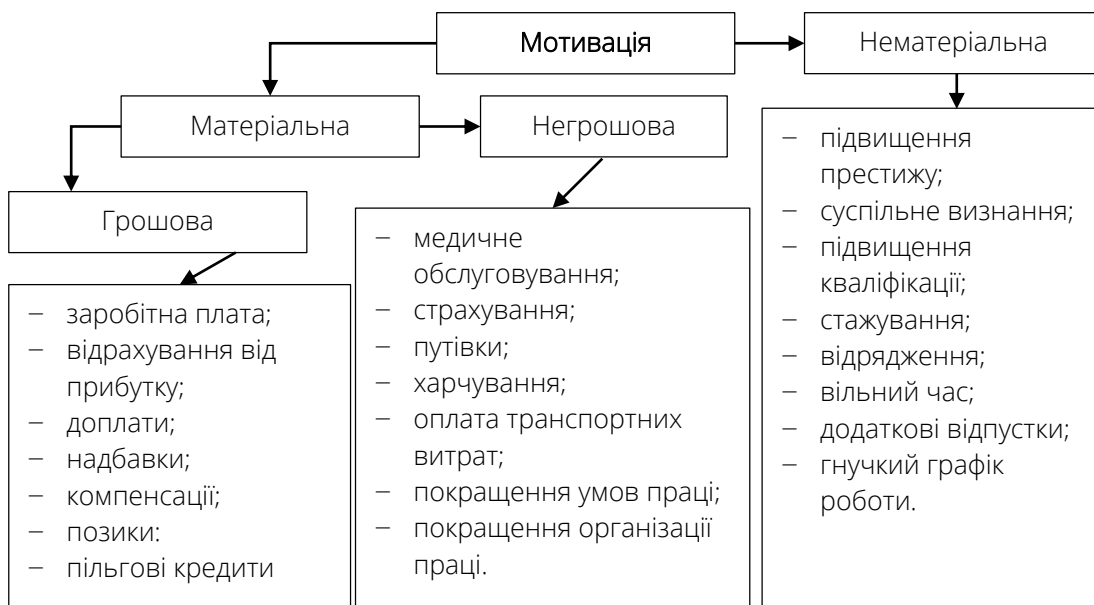 Мотивація
Нематеріальна
Матеріальна
Негрошова
Грошова
– заробітна плата;
– відрахування від
прибутку;
– доплати;
– надбавки;
– компенсації;
– позики:
– пільгові кредити
– медичне
обслуговування;
– страхування;
– путівки;
– харчування;
– оплата транспортних
витрат;
– покращення умов праці;
– покращення організації
праці.
– підвищення
престижу;
– суспільне визнання;
– підвищення
кваліфікації;
– стажування;
– відрядження;
– вільний час;
– додаткові відпустки;
– гнучкий графік
роботи.